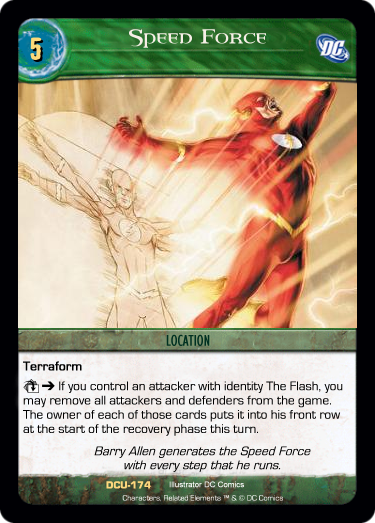 Speed Force
5
DC
LOCATION
Terraform
➔ If you control an attacker with identity The Flash, you
may remove all attackers and defenders from the game.
The owner of each of those cards puts it into his front row
at the start of the recovery phase this turn.
Barry Allen generates the Speed Force
with every step that he runs.
DCU-174 Illustrator DC Comics
Characters, Related Elements ™ & © DC Comics